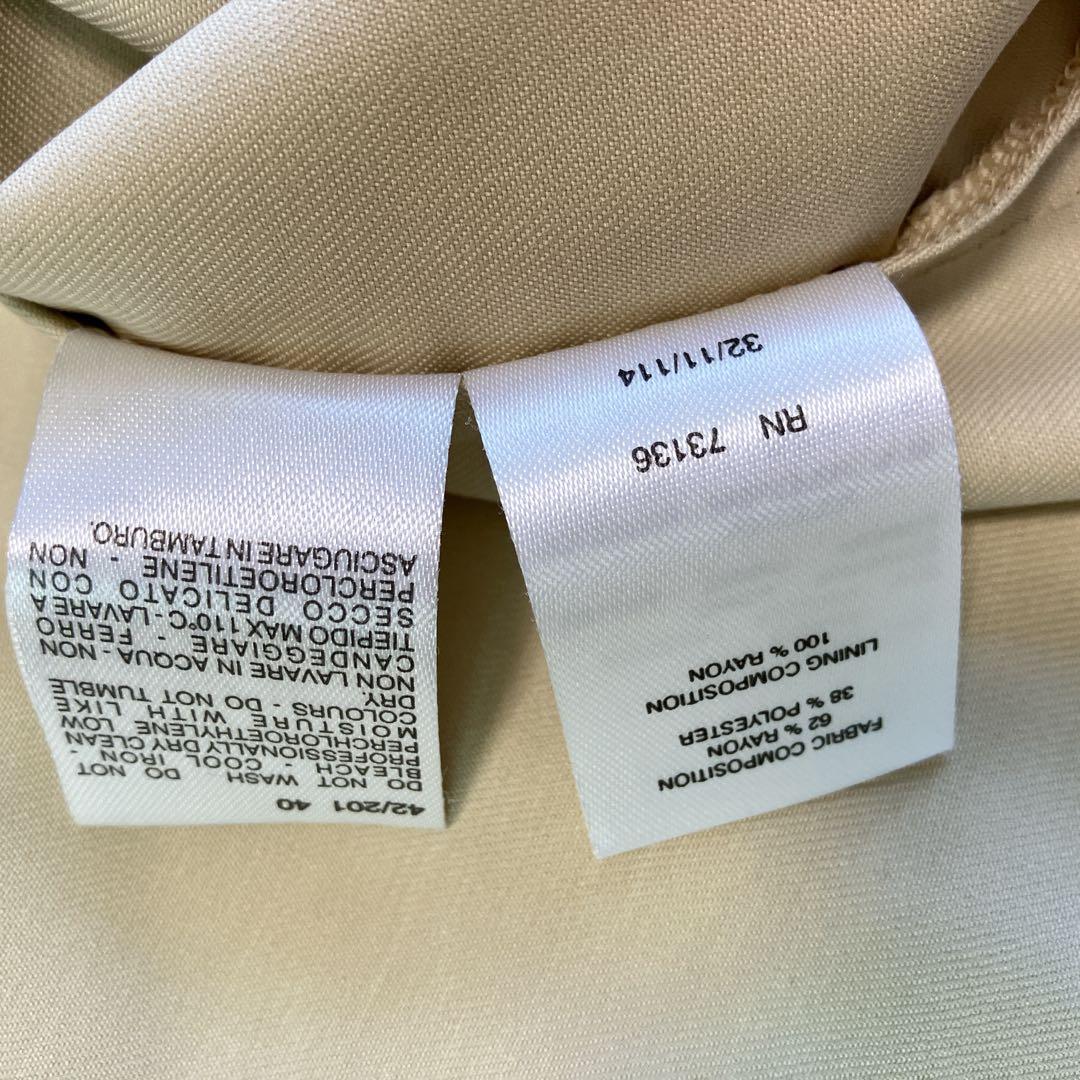 42/201 40
DO NOT WASH DO NOT
BLEACH - COOL IRON -
PROFESSIONALLY DRY CLEAN
PERCHLOROETHYLENE LOW
MOISTURE WITH LIKE
COLOURS - DO NOT TUMBLE
DRY.
NON LAVARE IN ACQUA - NON
CANDEGGIARE - FERRO
TIEPIDO MAX 110°C - LAVARE A
SECCO DELICATO CON
PERCLOROETILENE - NON
ASCIUGARE IN TAMBURO.
FABRIC COMPOSITION
62 % RAYON
38 % POLYESTER
LINING COMPOSITION
100 % RAYON
RN 73136
32/11/114